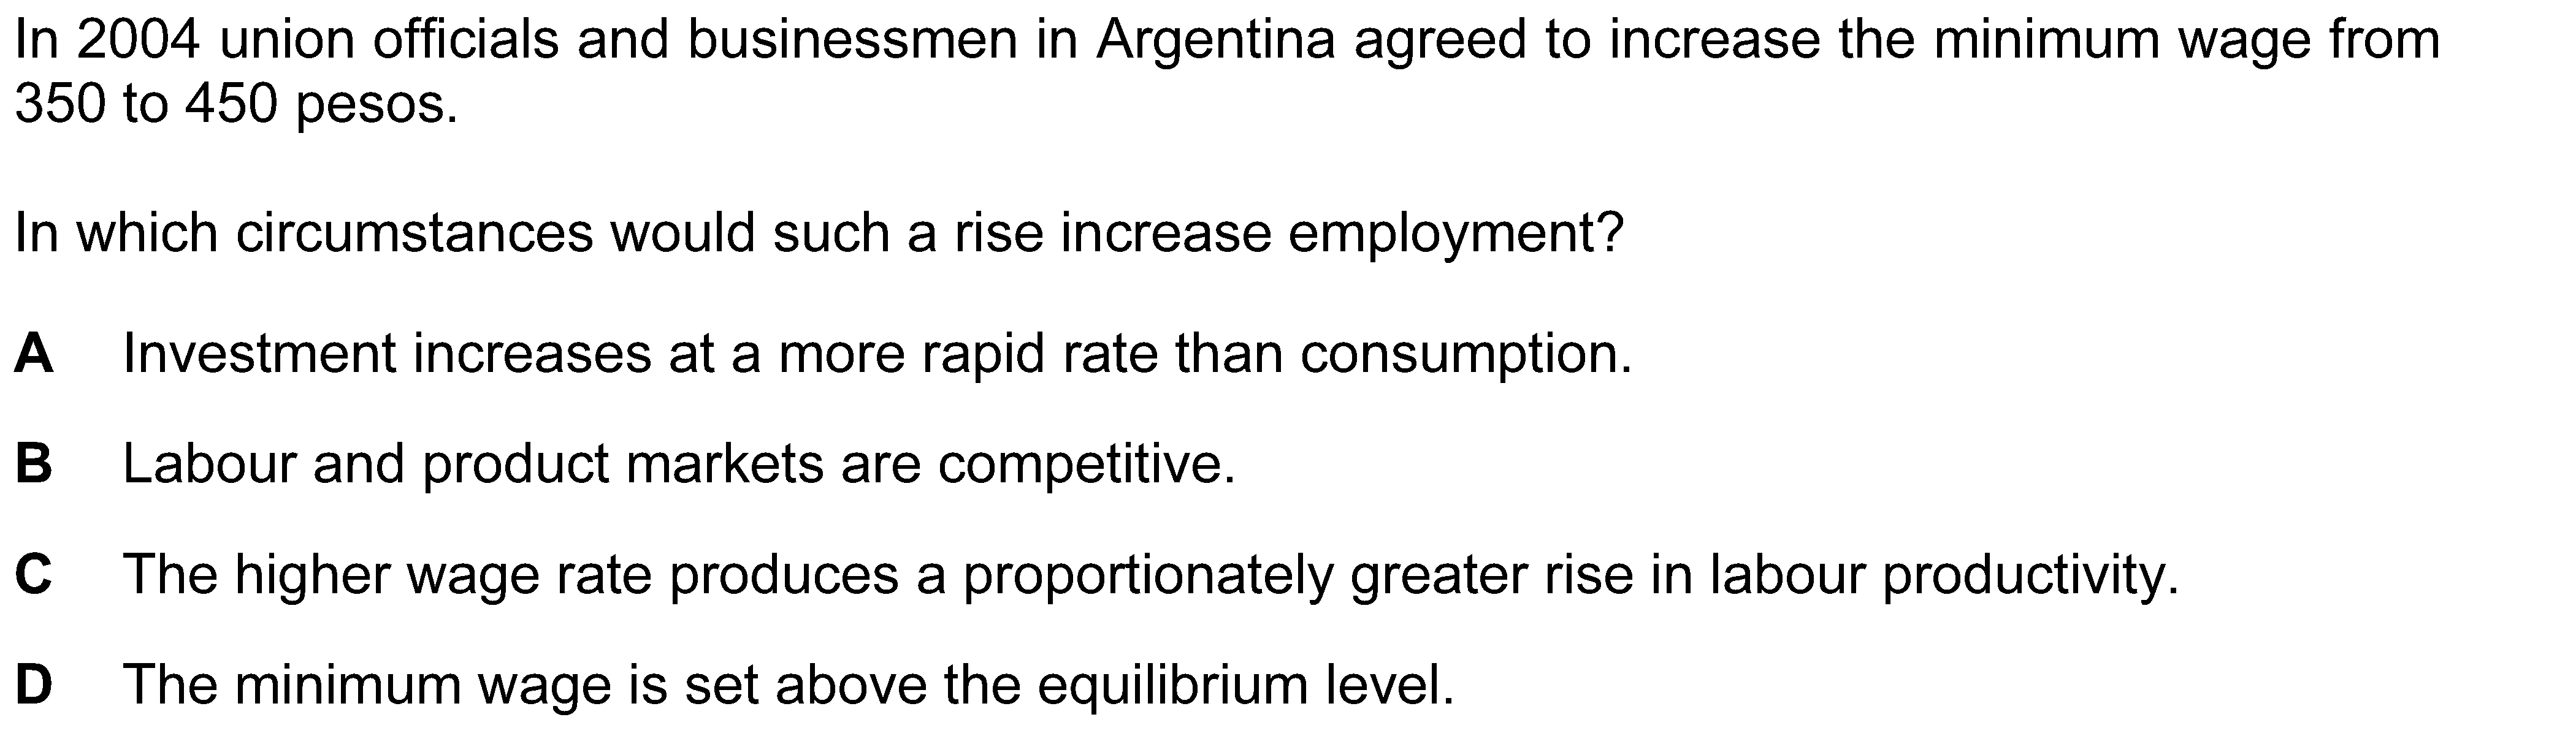 In 2004 union officials and businessmen in Argentina agreed to increase the minimum wage from
350 to 450 pesos.
In which circumstances would such a rise increase employment?
A Investment increases at a more rapid rate than consumption.
B Labour and product markets are competitive.
C The higher wage rate produces a proportionately greater rise in labour productivity.
D The minimum wage is set above the equilibrium level.